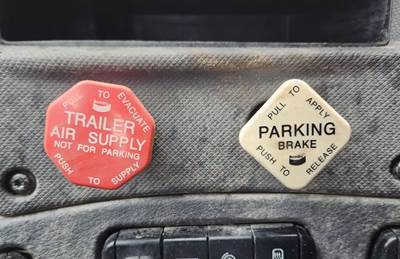 PULL TO EVACUATE
TRAILER
AIR SUPPLY
NOT FOR PARKING
PUSH TO SUPPLY
PULL TO APPLY
PARKING
BRAKE
PUSH TO RELEASE